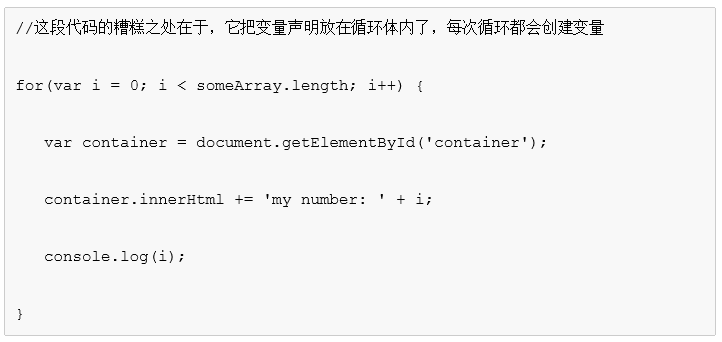 //这段代码的糟糕之处在于，它把变量声明放在循环体内了，每次循环都会创建变量
for(var i = 0; i < someArray.length; i++) {
var container = document.getElementById('container');
container.innerHtml += 'my number: ' + i;
console.log(i);
}